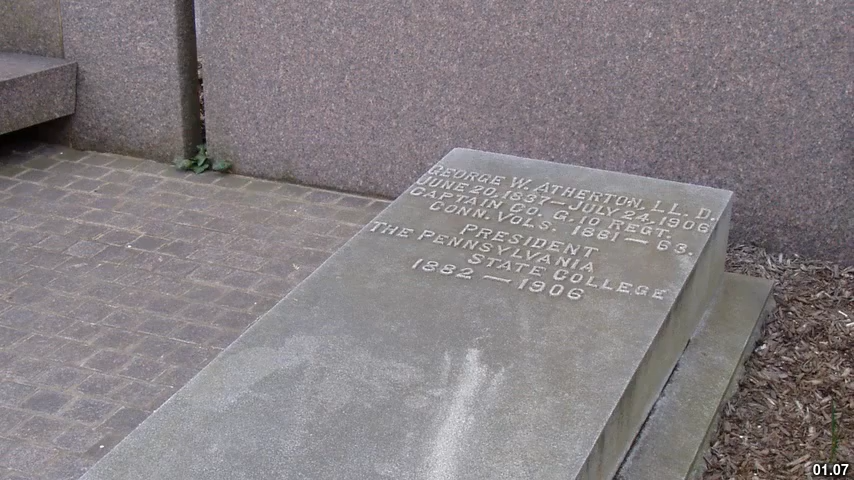 GEORGE W. ATHERTON, LL. D.
JUNE 20, 1837 — JULY 24, 1906
CAPTAIN CO. G. 10 REGT.
CONN. VOLS. 1861 — 63.
PRESIDENT
THE PENNSYLVANIA
STATE COLLEGE
1882 — 1906
01.07